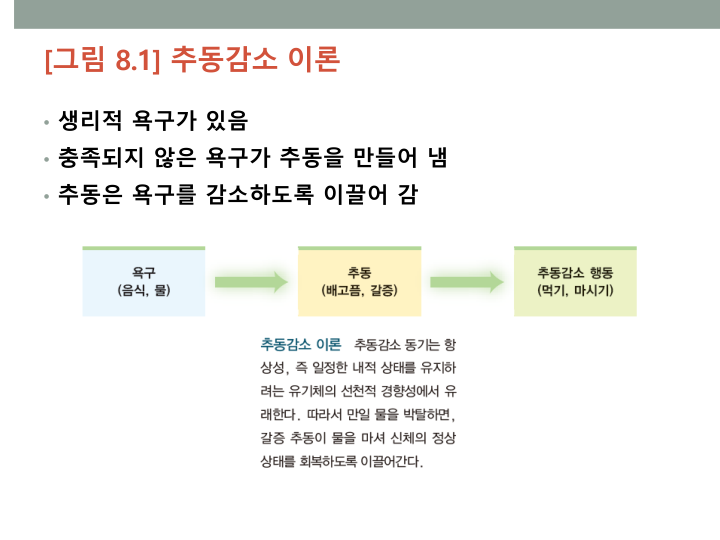 [그림 8.1] 추동감소 이론
• 생리적 욕구가 있음
• 충족되지 않은 욕구가 추동을 만들어 냄
• 추동은 욕구를 감소하도록 이끌어 감
욕구
(음식, 물)
추동
(배고픔, 갈증)
추동감소 행동
(먹기, 마시기)
추동감소 이론 추동감소 동기는 항
상성, 즉 일정한 내적 상태를 유지하
려는 유기체의 선천적 경향성에서 유
래한다. 따라서 만일 물을 박탈하면,
갈증 추동이 물을 마셔 신체의 정상
상태를 회복하도록 이끌어간다.